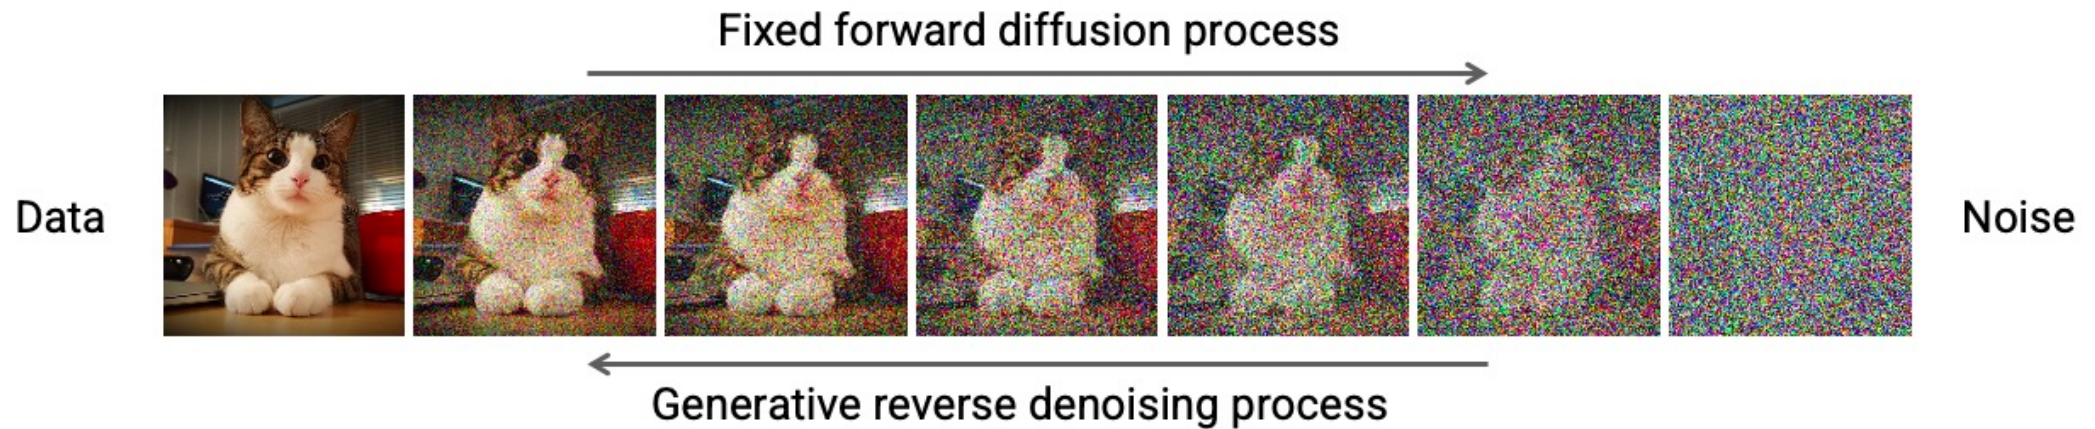 Fixed forward diffusion process
Data
Noise
Generative reverse denoising process